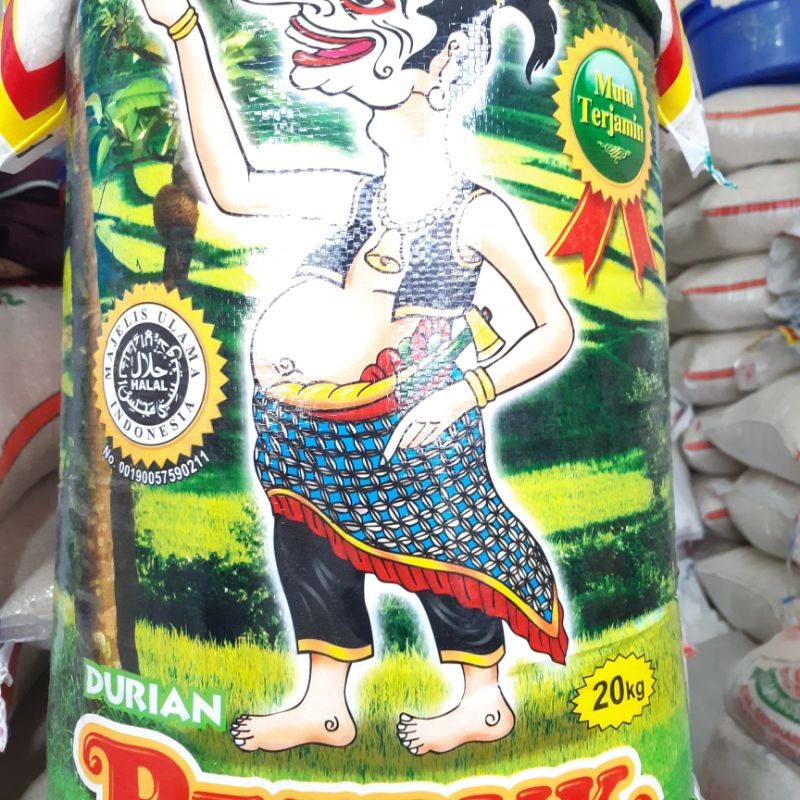 Mutu
Terjamin
MAJELIS ULAMA
حلال
HALAL
INDONESIA
No. 00190057590211
DURIAN
20kg